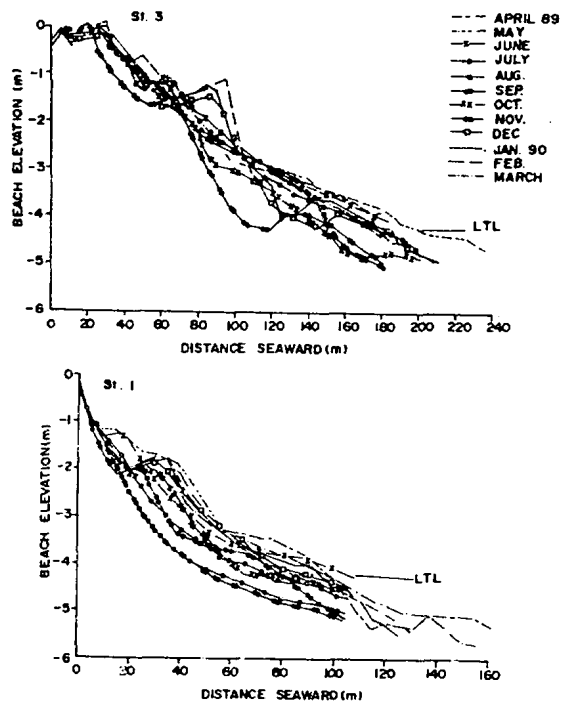 St. 3
APRIL 89
MAY
JUNE
JULY
AUG.
SEP.
OCT.
NOV.
DEC
JAN. 90
FEB.
MARCH
0
-1
-2
-3
-4
-5
-6
BEACH ELEVATION (m)
LTL
0 20 40 60 80 100 120 140 160 180 200 220 240
DISTANCE SEAWARD (m)
St. 1
0
-1
-2
-3
-4
-5
-6
BEACH ELEVATION (m)
LTL
0 20 40 60 80 100 120 140 160
DISTANCE SEAWARD (m)